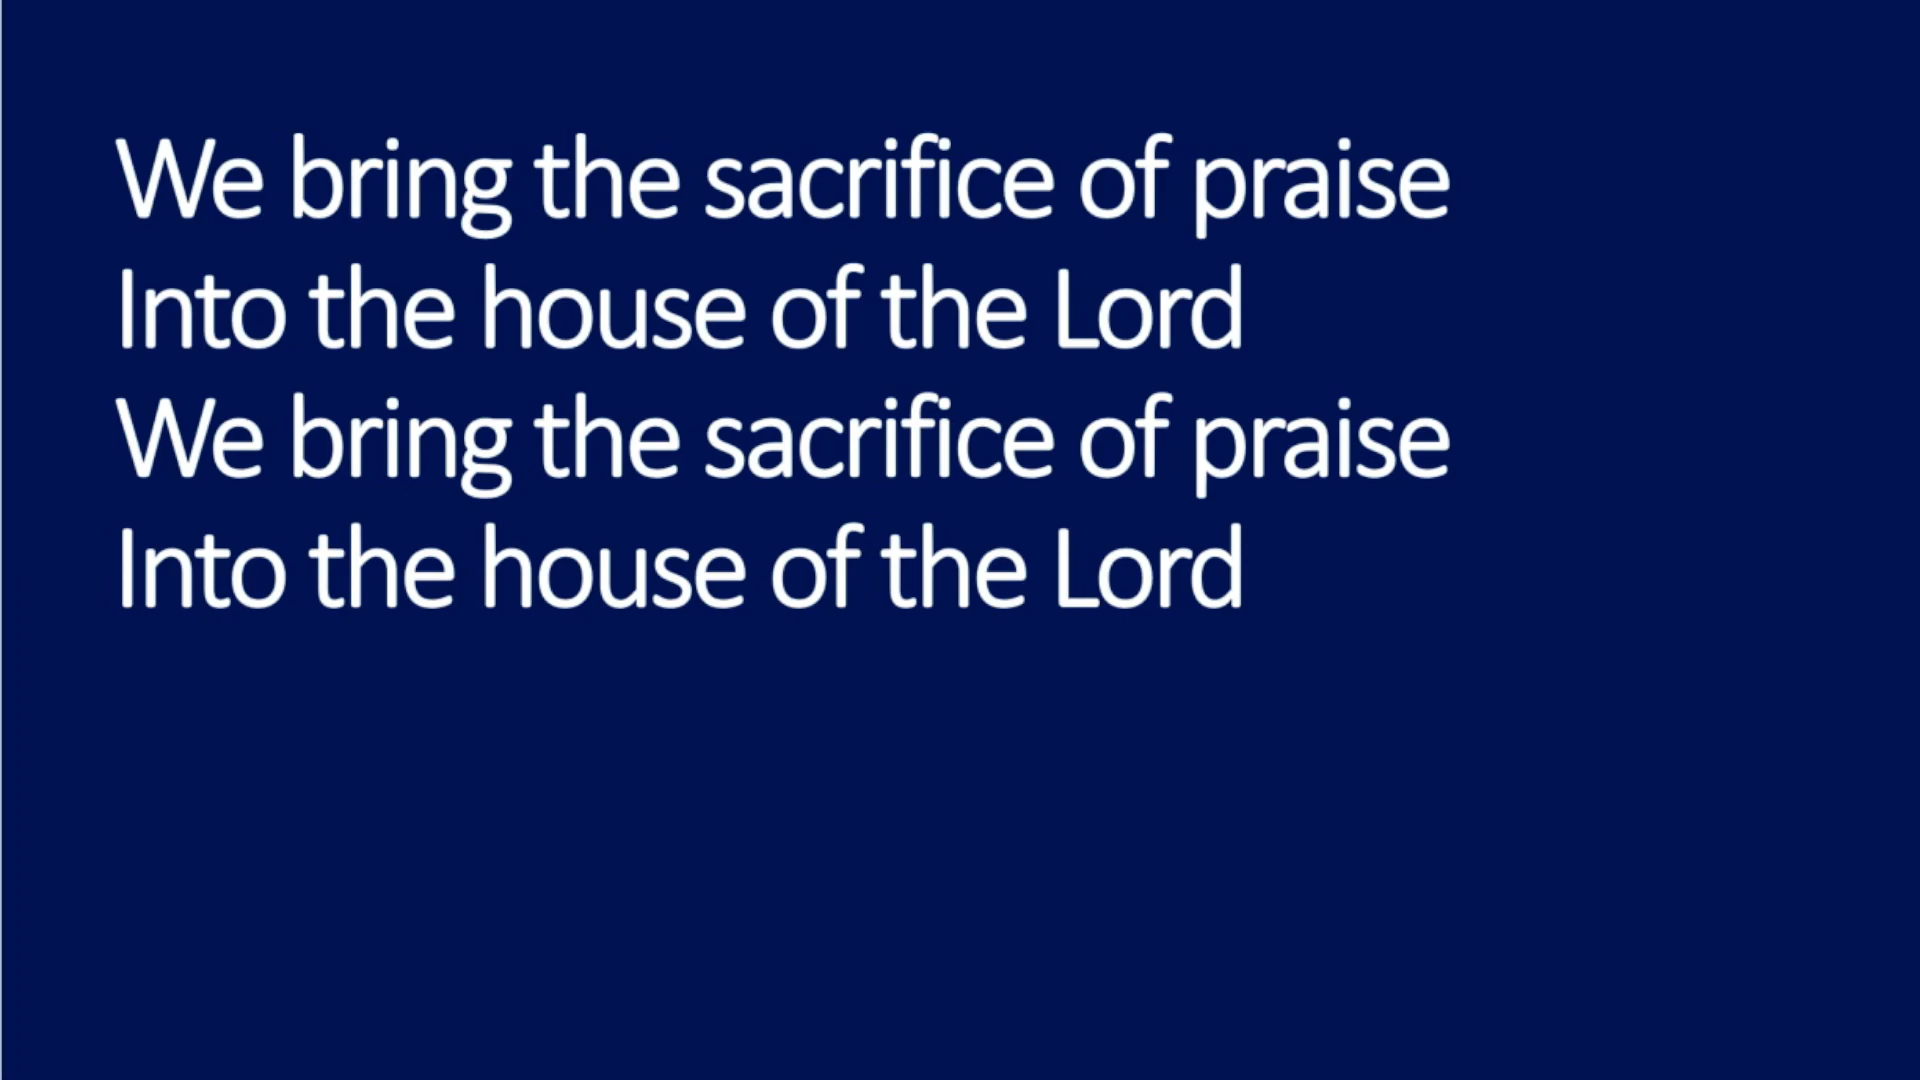 We bring the sacrifice of praise
Into the house of the Lord
We bring the sacrifice of praise
Into the house of the Lord